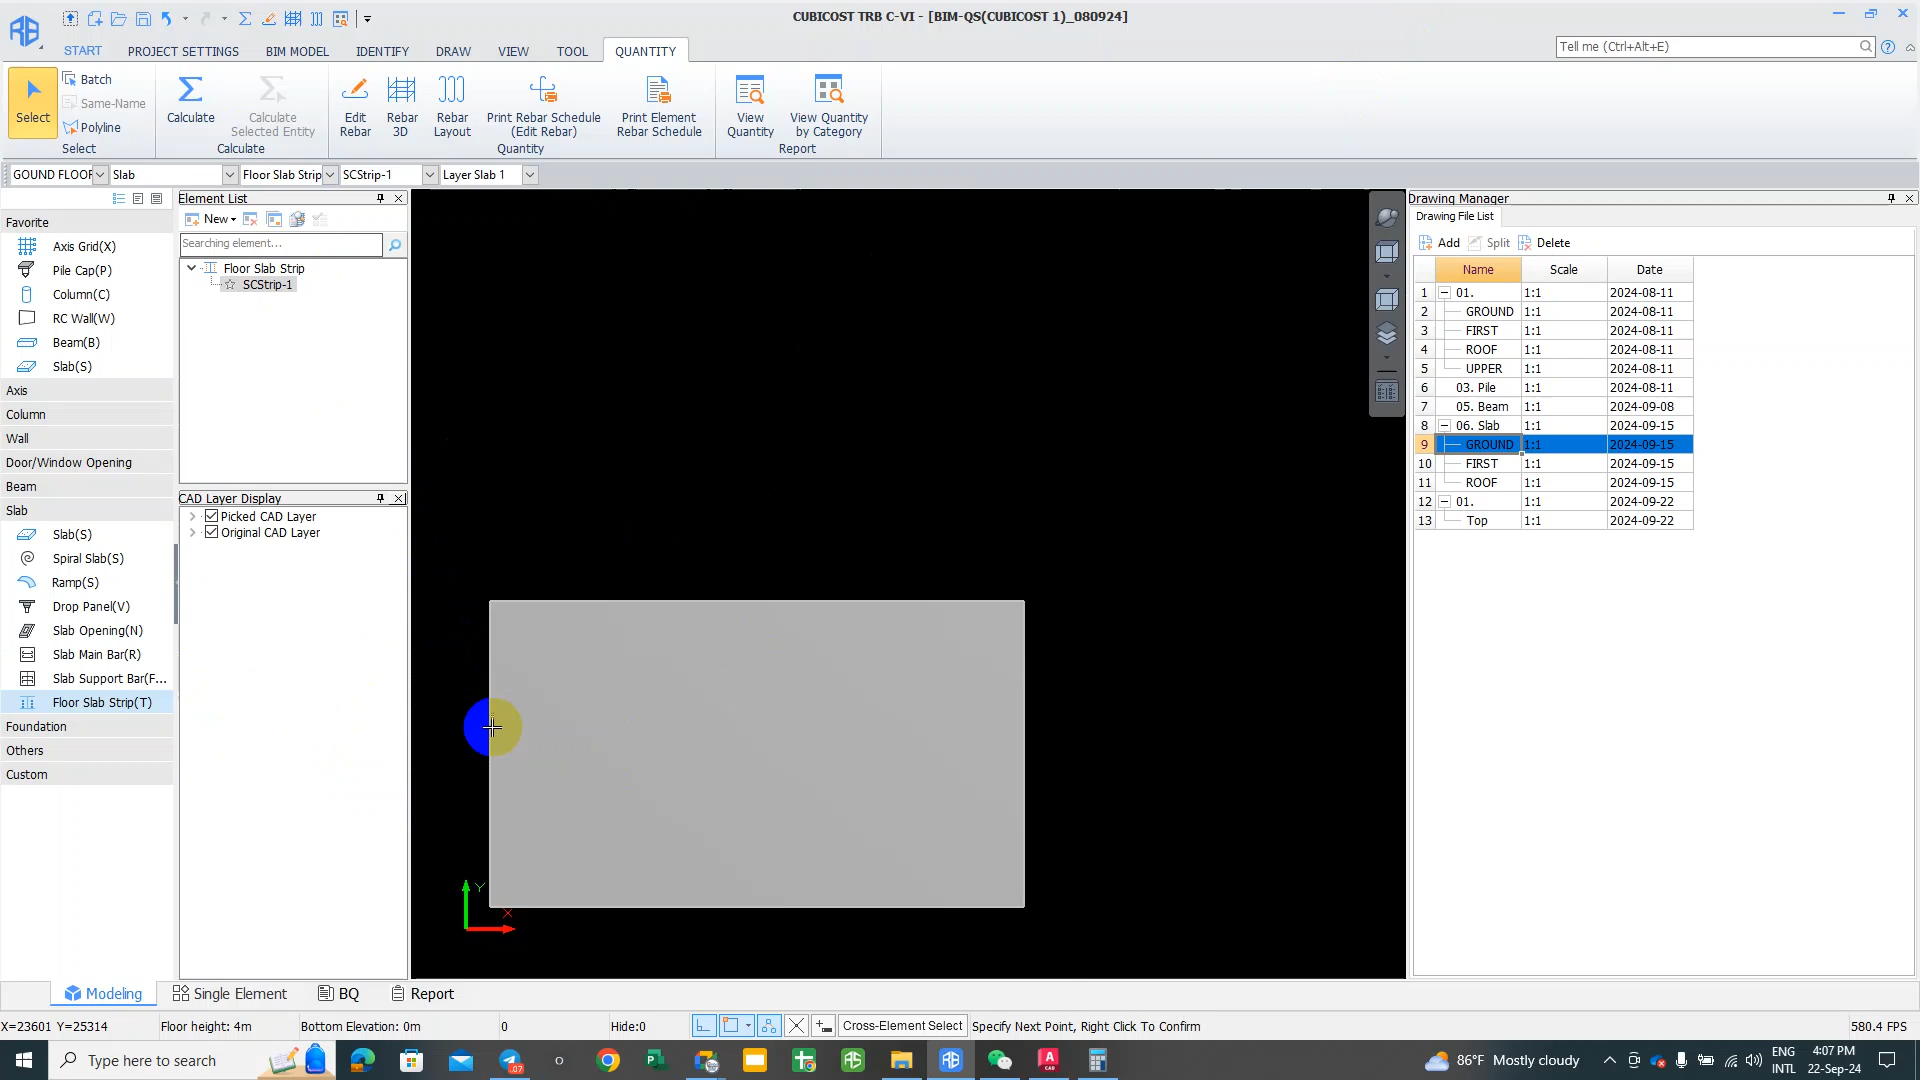 CUBICOST TRB C-VI - [BIM-QS(CUBICOST 1)_080924]
START
PROJECT SETTINGS
BIM MODEL
IDENTIFY
DRAW
VIEW
TOOL
QUANTITY
Tell me (Ctrl+Alt+E)
Select
Batch
Same-Name
Polyline
Calculate
Calculate Selected Entity
Edit Rebar
Rebar 3D
Rebar Layout
Print Rebar Schedule (Edit Rebar)
Print Element Rebar Schedule
View Quantity
View Quantity by Category
Select
Calculate
Quantity
Report
GOUND FLOOR
Slab
Floor Slab Strip
SCStrip-1
Layer Slab 1
Favorite
Axis Grid(X)
Pile Cap(P)
Column(C)
RC Wall(W)
Beam(B)
Slab(S)
Axis
Column
Wall
Door/Window Opening
Beam
Slab
Slab(S)
Spiral Slab(S)
Ramp(S)
Drop Panel(V)
Slab Opening(N)
Slab Main Bar(R)
Slab Support Bar(F...
Floor Slab Strip(T)
Foundation
Others
Custom
Element List
New
Searching element...
Floor Slab Strip
SCStrip-1
CAD Layer Display
Picked CAD Layer
Original CAD Layer
Y
X
Drawing Manager
Drawing File List
Add Split Delete
Name Scale Date
1 01. 1:1 2024-08-11
2 GROUND 1:1 2024-08-11
3 FIRST 1:1 2024-08-11
4 ROOF 1:1 2024-08-11
5 UPPER 1:1 2024-08-11
6 03. Pile 1:1 2024-08-11
7 05. Beam 1:1 2024-09-08
8 06. Slab 1:1 2024-09-15
9 GROUND 1:1 2024-09-15
10 FIRST 1:1 2024-09-15
11 ROOF 1:1 2024-09-15
12 01. 1:1 2024-09-22
13 Top 1:1 2024-09-22
Modeling
Single Element
BQ
Report
X=23601 Y=25314
Floor height: 4m
Bottom Elevation: 0m
0
Hide:0
Cross-Element Select
Specify Next Point, Right Click To Confirm
580.4 FPS
Type here to search
86°F Mostly cloudy
ENG
INTL
4:07 PM
22-Sep-24